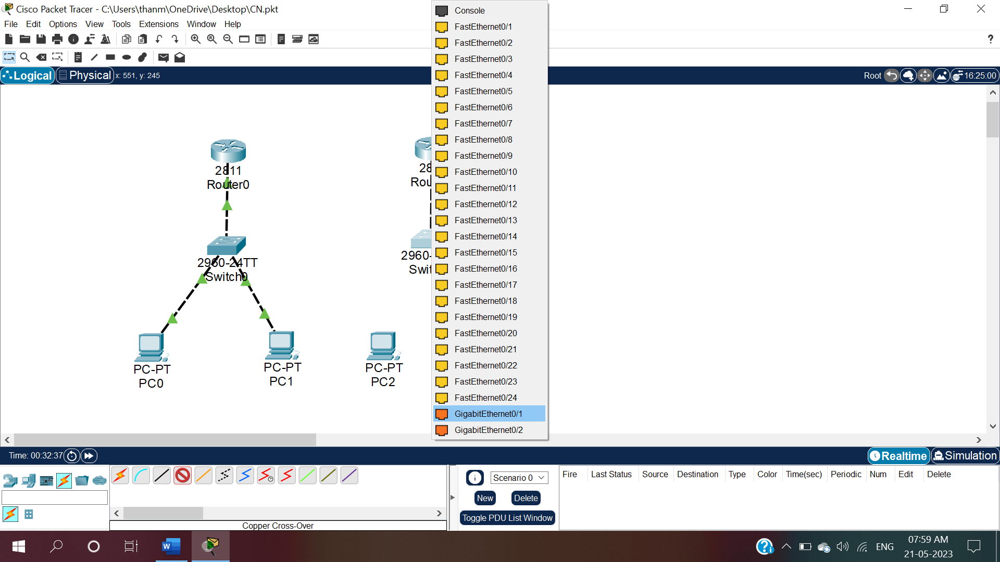 Cisco Packet Tracer - C:\Users\thanm\OneDrive\Desktop\CN.pkt
File Edit Options View Tools Extensions Window Help
?
Logical Physical x: 551, y: 245
Root 16:25:00
Console
FastEthernet0/1
FastEthernet0/2
FastEthernet0/3
FastEthernet0/4
FastEthernet0/5
FastEthernet0/6
FastEthernet0/7
FastEthernet0/8
FastEthernet0/9
FastEthernet0/10
FastEthernet0/11
FastEthernet0/12
FastEthernet0/13
FastEthernet0/14
FastEthernet0/15
FastEthernet0/16
FastEthernet0/17
FastEthernet0/18
FastEthernet0/19
FastEthernet0/20
FastEthernet0/21
FastEthernet0/22
FastEthernet0/23
FastEthernet0/24
GigabitEthernet0/1
GigabitEthernet0/2
2811
Router0
28
Rou
2960-24TT
Switch0
2960-
Swit
PC-PT
PC0
PC-PT
PC1
PC-PT
PC2
Time: 00:32:37
Realtime Simulation
Scenario 0
New Delete
Toggle PDU List Window
Fire Last Status Source Destination Type Color Time(sec) Periodic Num Edit Delete
Copper Cross-Over
ENG
07:59 AM
21-05-2023